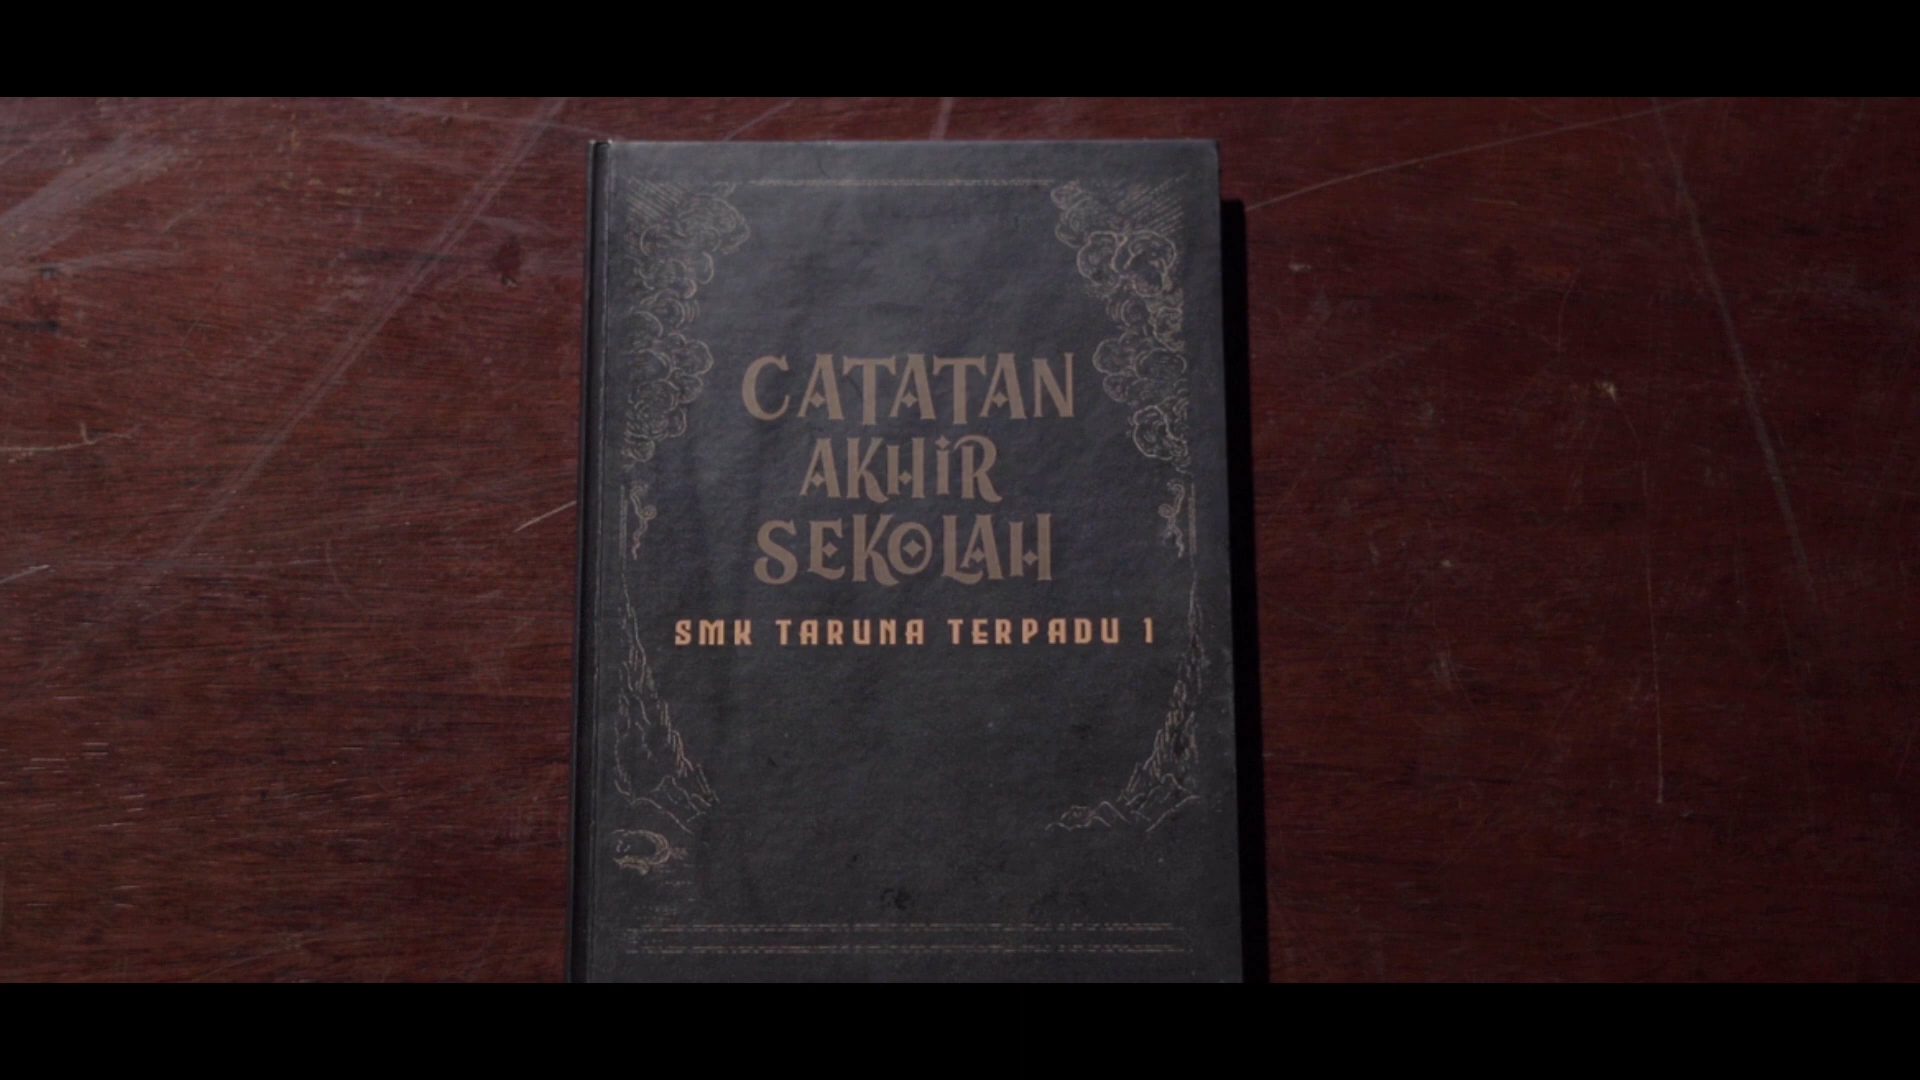 CATATAN
AKHIR
SEKOLAH
SMK TARUNA TERPADU 1